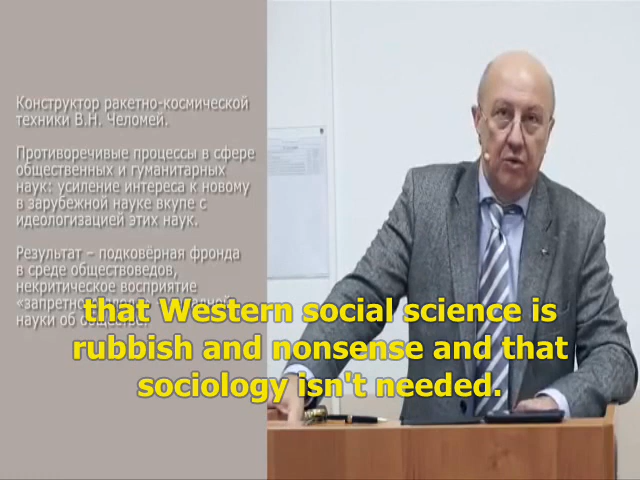 Конструктор ракетно-космической
техники В.Н. Челомей.
Противоречивые процессы в сфере
общественных и гуманитарных
наук: усиление интереса к новому
в зарубежной науке вкупе с
идеологизацией этих наук.
Результат – подковёрная фронда
в среде обществоведов,
некритическое восприятие
науки об
that Western social science is
rubbish and nonsense and that
sociology isn't needed.